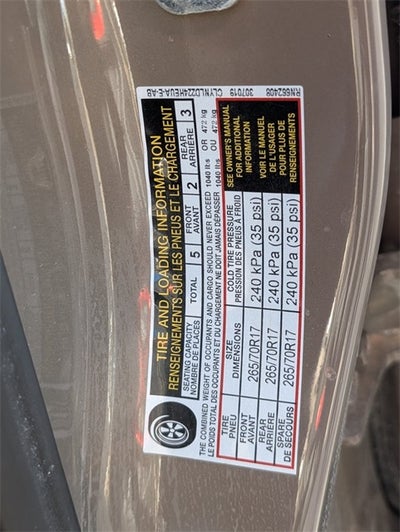 TIRE AND LOADING INFORMATION
RENSEIGNEMENTS SUR LES PNEUS ET LE CHARGEMENT
SEATING CAPACITY TOTAL 5 FRONT 2 REAR 3
NOMBRE DE PLACES AVANT ARRIÈRE
THE COMBINED WEIGHT OF OCCUPANTS AND CARGO SHOULD NEVER EXCEED 1040 lbs OR 472 kg
LE POIDS TOTAL DES OCCUPANTS ET DU CHARGEMENT NE DOIT JAMAIS DÉPASSER 1040 lbs OU 472 kg
TIRE SIZE COLD TIRE PRESSURE
PNEU DIMENSIONS PRESSION DES PNEUS À FROID
FRONT
AVANT 265/70R17 240 kPa (35 psi)
REAR
ARRIÈRE 265/70R17 240 kPa (35 psi)
SPARE
DE SECOURS 265/70R17 240 kPa (35 psi)
SEE OWNER'S MANUAL
FOR ADDITIONAL
INFORMATION
VOIR LE MANUEL
DE L'USAGER
POUR PLUS DE
RENSEIGNEMENTS
307019 CLYNLD224HEUA-E-AB
RN662408